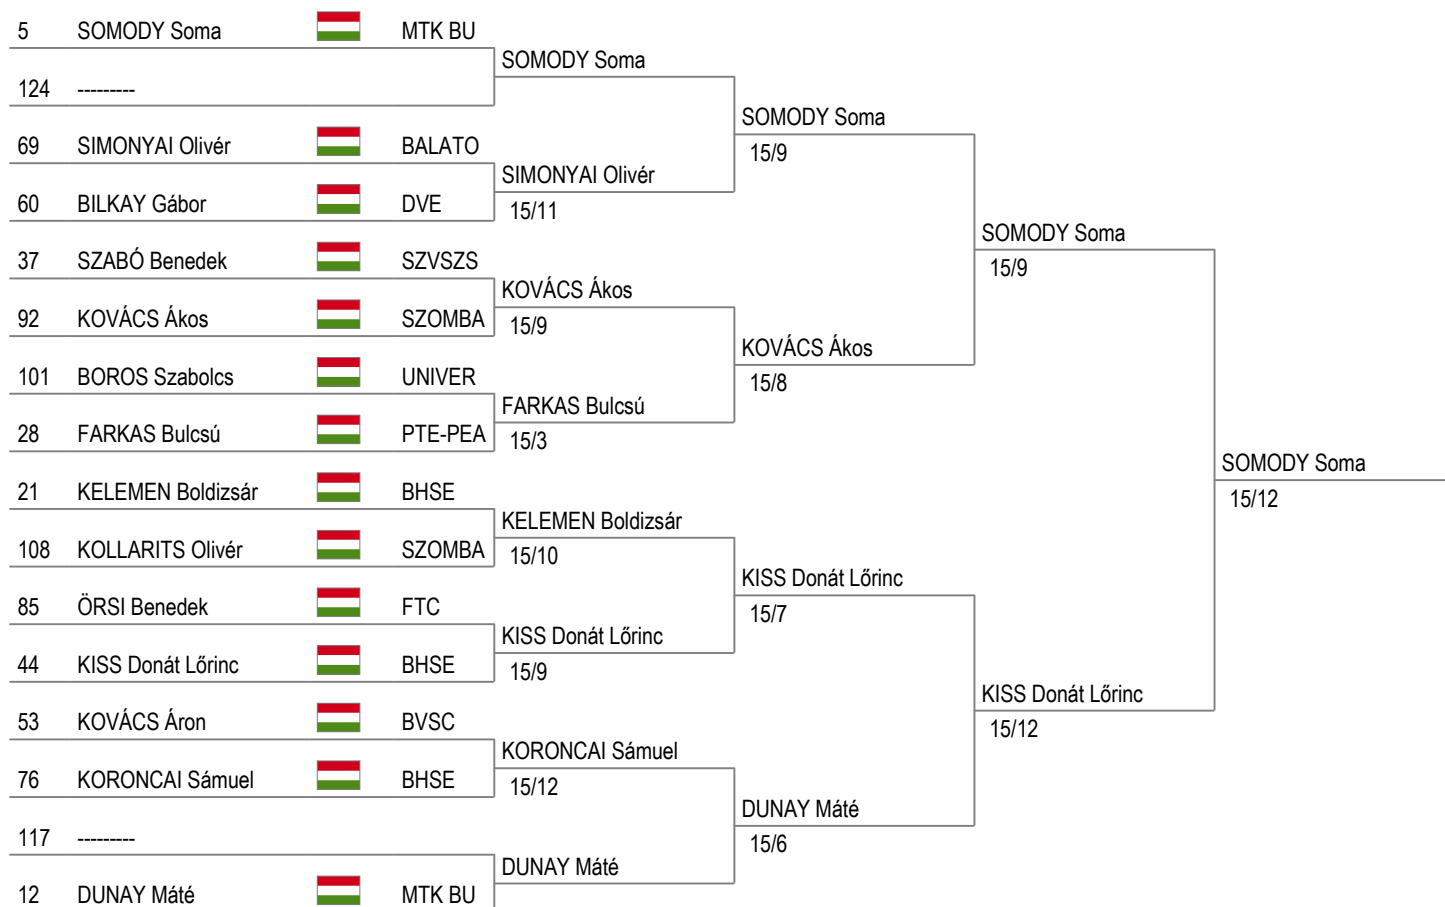 5 SOMODY Soma MTK BU
SOMODY Soma
124 ---------
SOMODY Soma
69 SIMONYAI Olivér BALATO
15/9
SIMONYAI Olivér
60 BILKAY Gábor DVE
15/11
SOMODY Soma
37 SZABÓ Benedek SZVSZS
15/9
KOVÁCS Ákos
92 KOVÁCS Ákos SZOMBA
15/9
KOVÁCS Ákos
101 BOROS Szabolcs UNIVER
15/8
FARKAS Bulcsú
28 FARKAS Bulcsú PTE-PEA
15/3
SOMODY Soma
21 KELEMEN Boldizsár BHSE
15/12
KELEMEN Boldizsár
108 KOLLARITS Olivér SZOMBA
15/10
KISS Donát Lőrinc
85 ÖRSI Benedek FTC
15/7
KISS Donát Lőrinc
44 KISS Donát Lőrinc BHSE
15/9
KISS Donát Lőrinc
53 KOVÁCS Áron BVSC
15/12
KORONCAI Sámuel
76 KORONCAI Sámuel BHSE
15/12
DUNAY Máté
117 ---------
15/6
DUNAY Máté
12 DUNAY Máté MTK BU